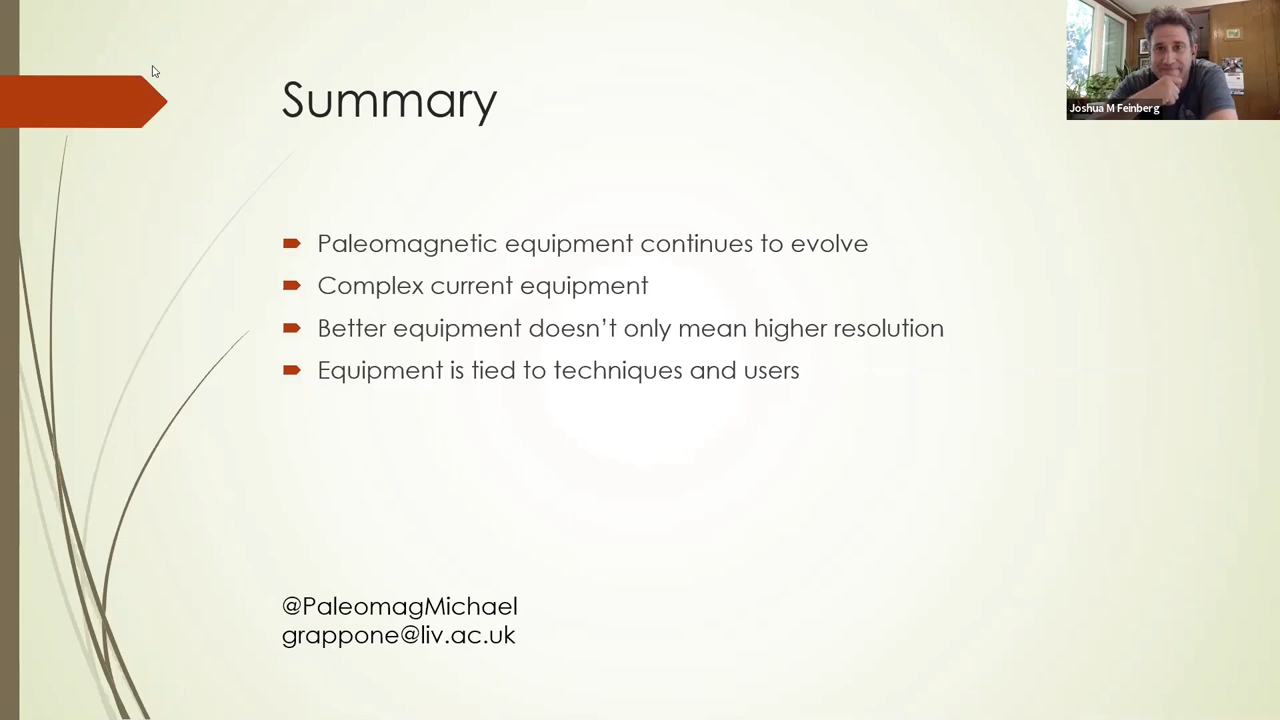 Summary
Joshua M Feinberg
Paleomagnetic equipment continues to evolve
Complex current equipment
Better equipment doesn’t only mean higher resolution
Equipment is tied to techniques and users
@PaleomagMichael
grappone@liv.ac.uk